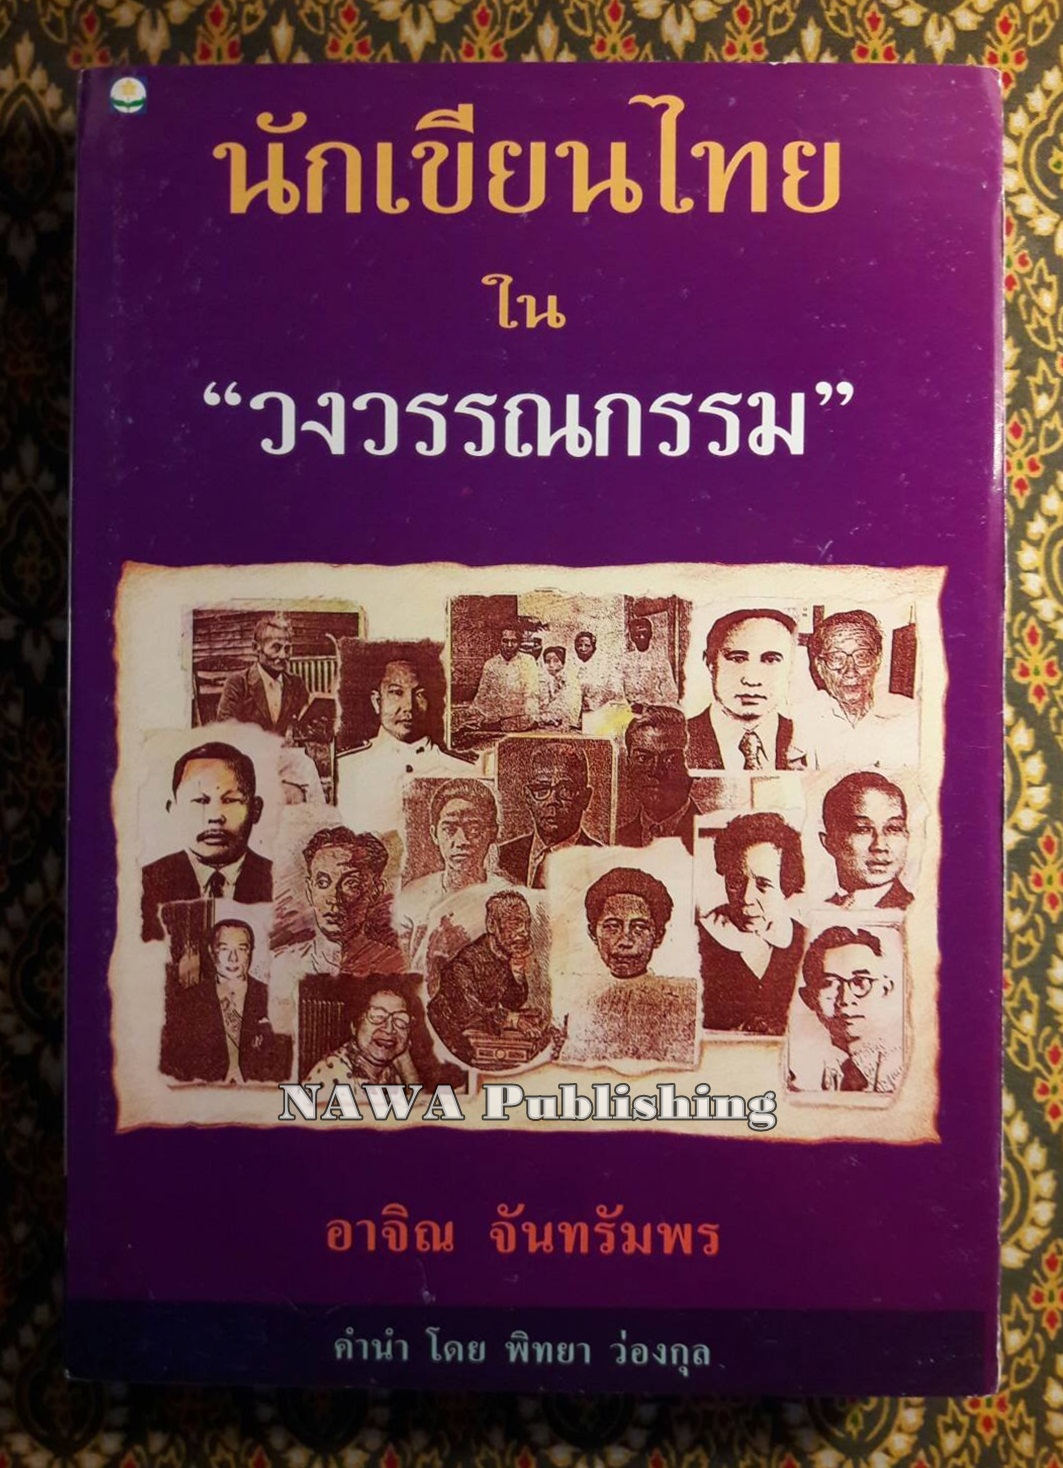 นักเขียนไทย
ใน
“วงวรรณกรรม”
NAWA Publishing
อาจิณ จันทรัมพร
คำนำ โดย พิทยา ว่องกุล